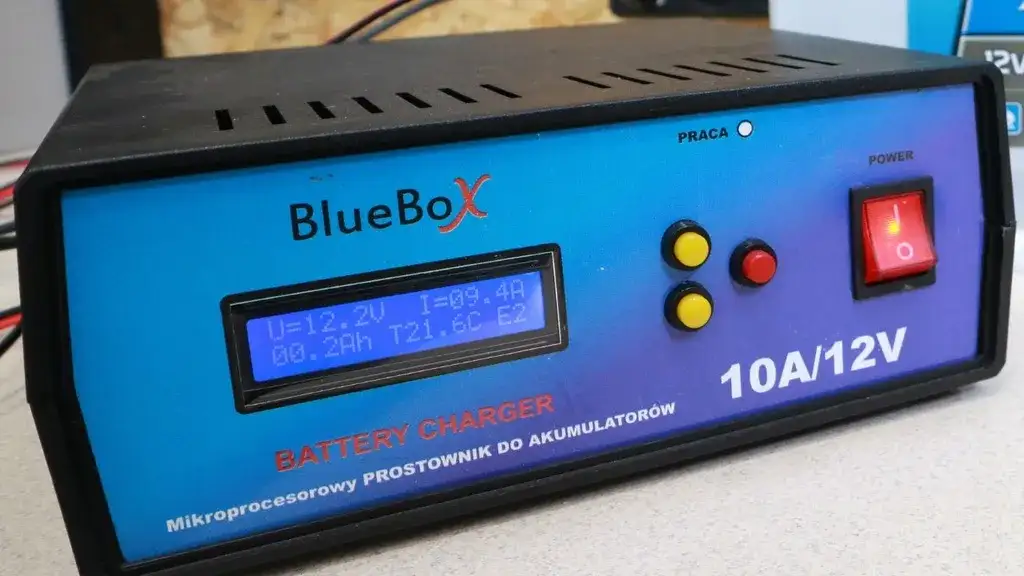 BlueBoX
PRACA
POWER
U=12.2V I=09.4A
00.2Ah T21.6C E2
10A/12V
BATTERY CHARGER
Mikroprocesorowy PROSTOWNIK DO AKUMULATORÓW
12V